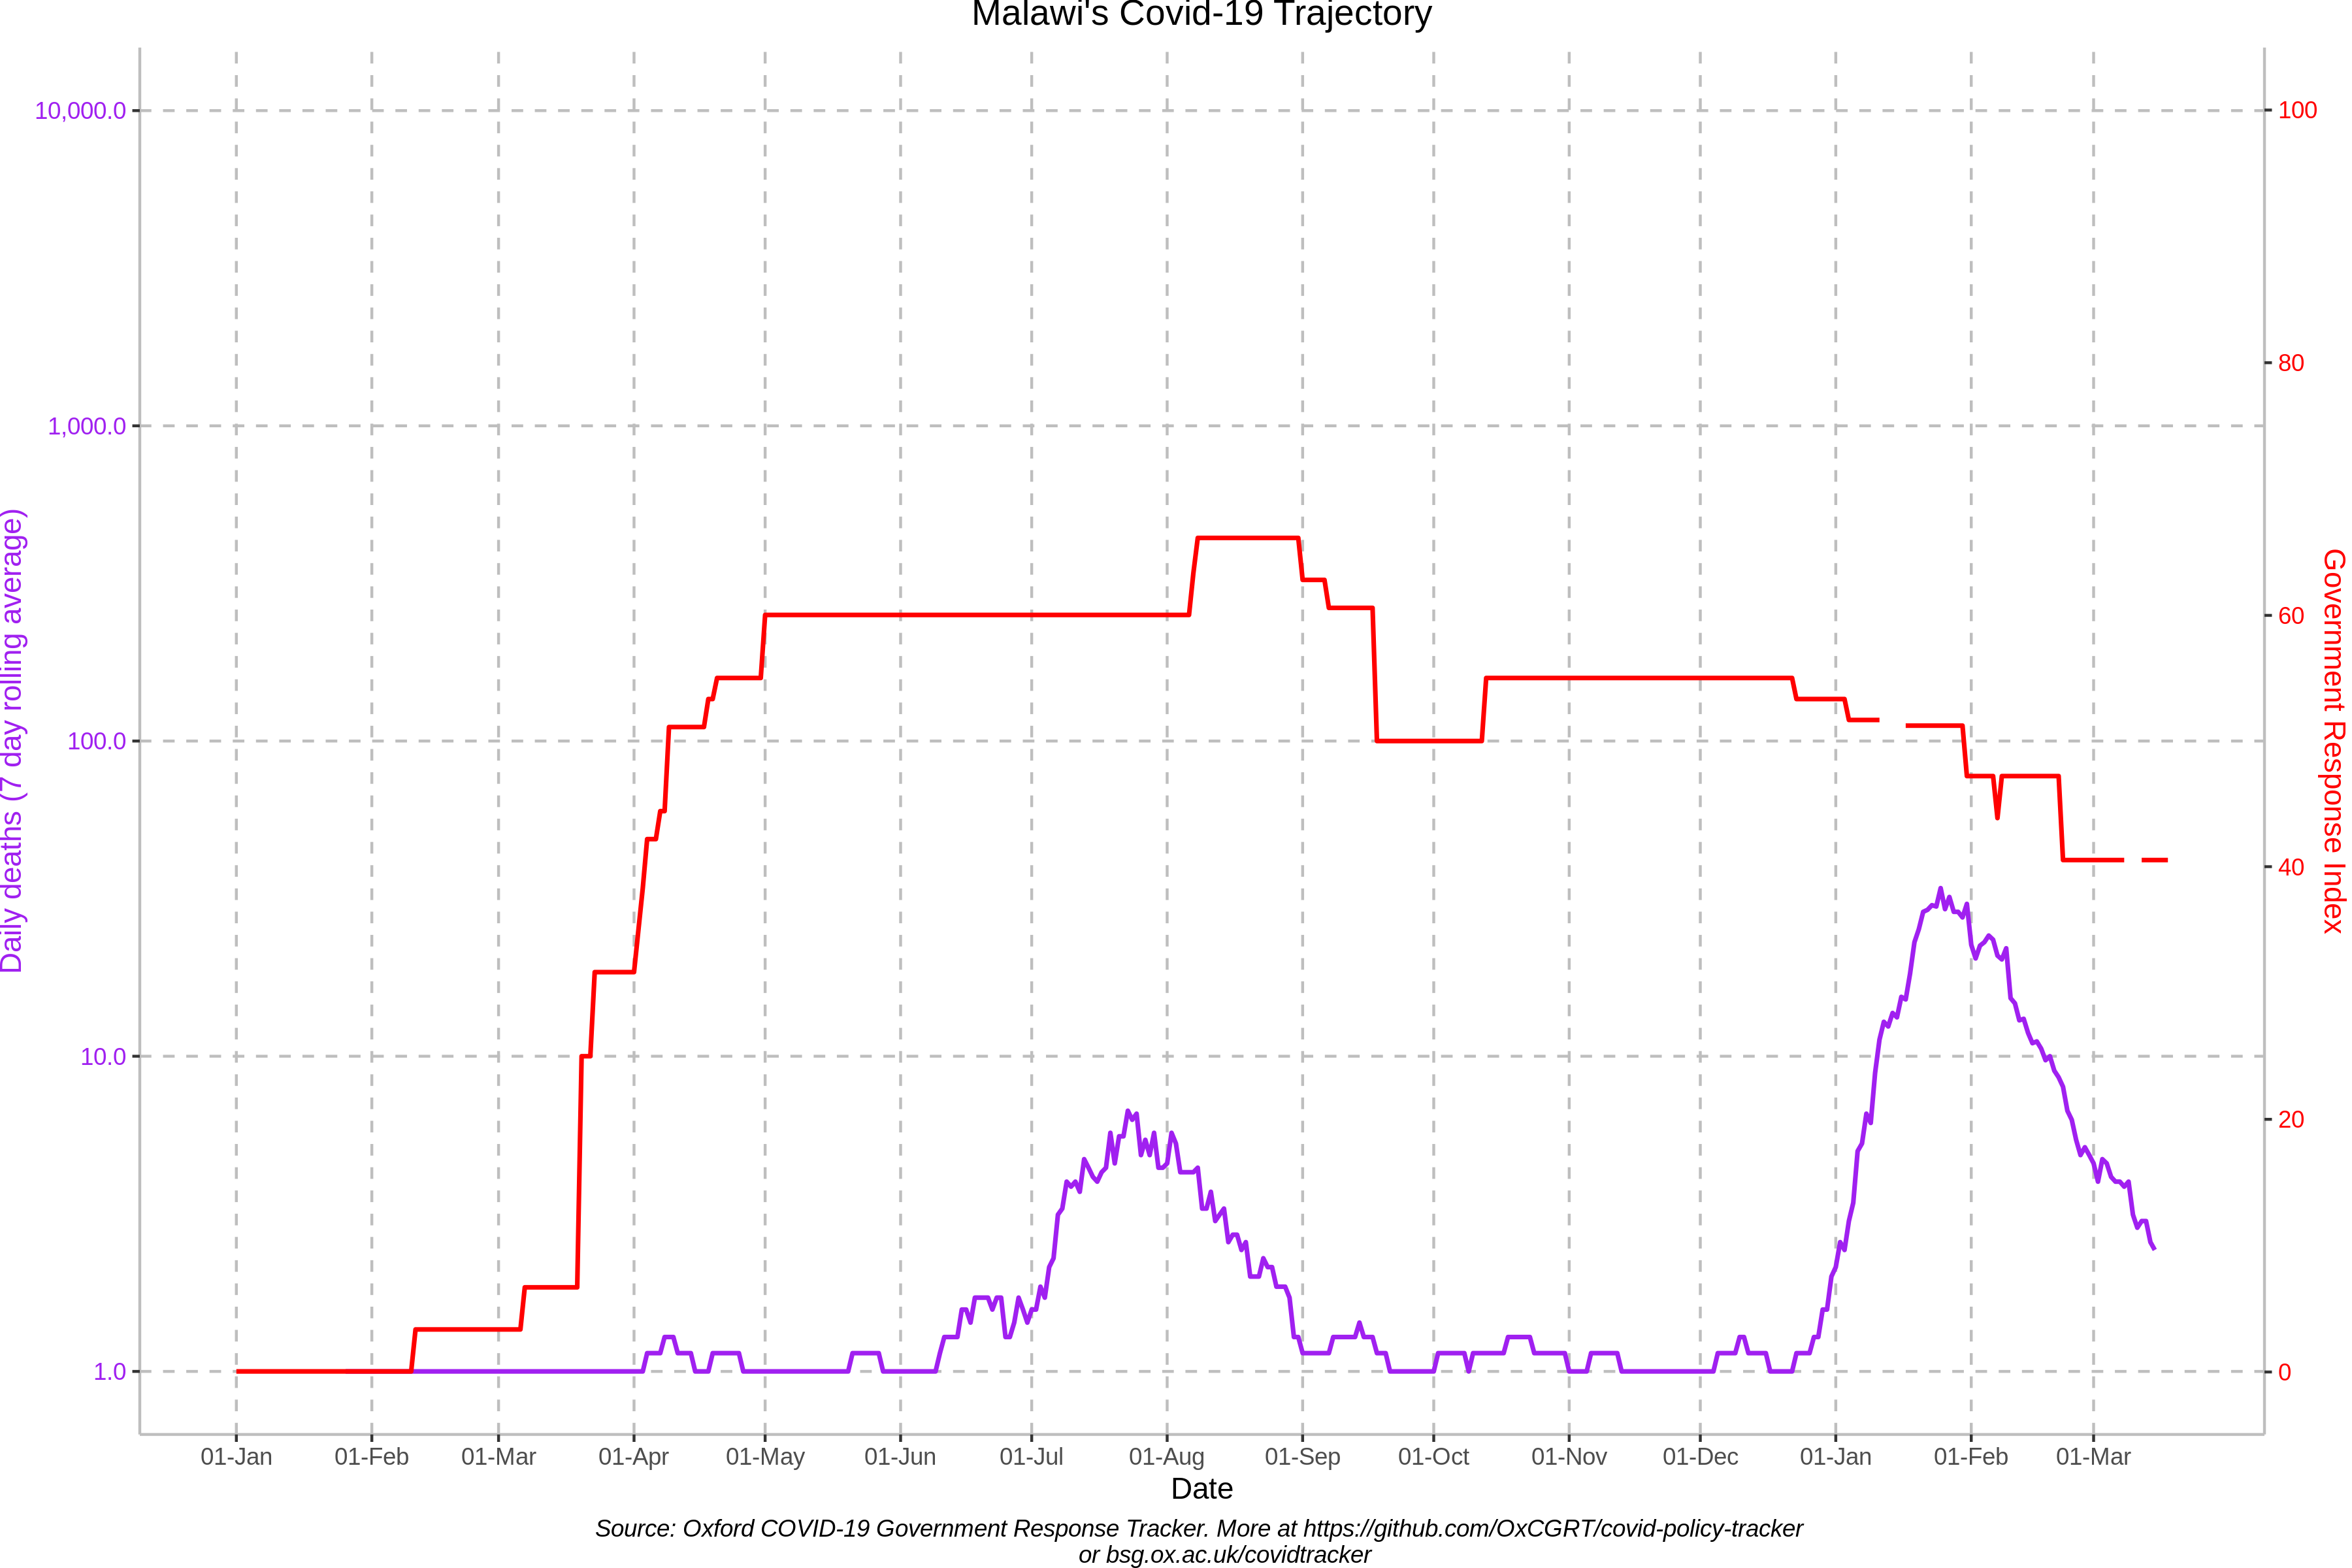 Malawi's Covid-19 Trajectory
10,000.0
1,000.0
100.0
10.0
1.0
Daily deaths (7 day rolling average)
100
80
60
40
20
0
Government Response Index
01-Jan 01-Feb 01-Mar 01-Apr 01-May 01-Jun 01-Jul 01-Aug 01-Sep 01-Oct 01-Nov 01-Dec 01-Jan 01-Feb 01-Mar
Date
Source: Oxford COVID-19 Government Response Tracker. More at https://github.com/OxCGRT/covid-policy-tracker
or bsg.ox.ac.uk/covidtracker